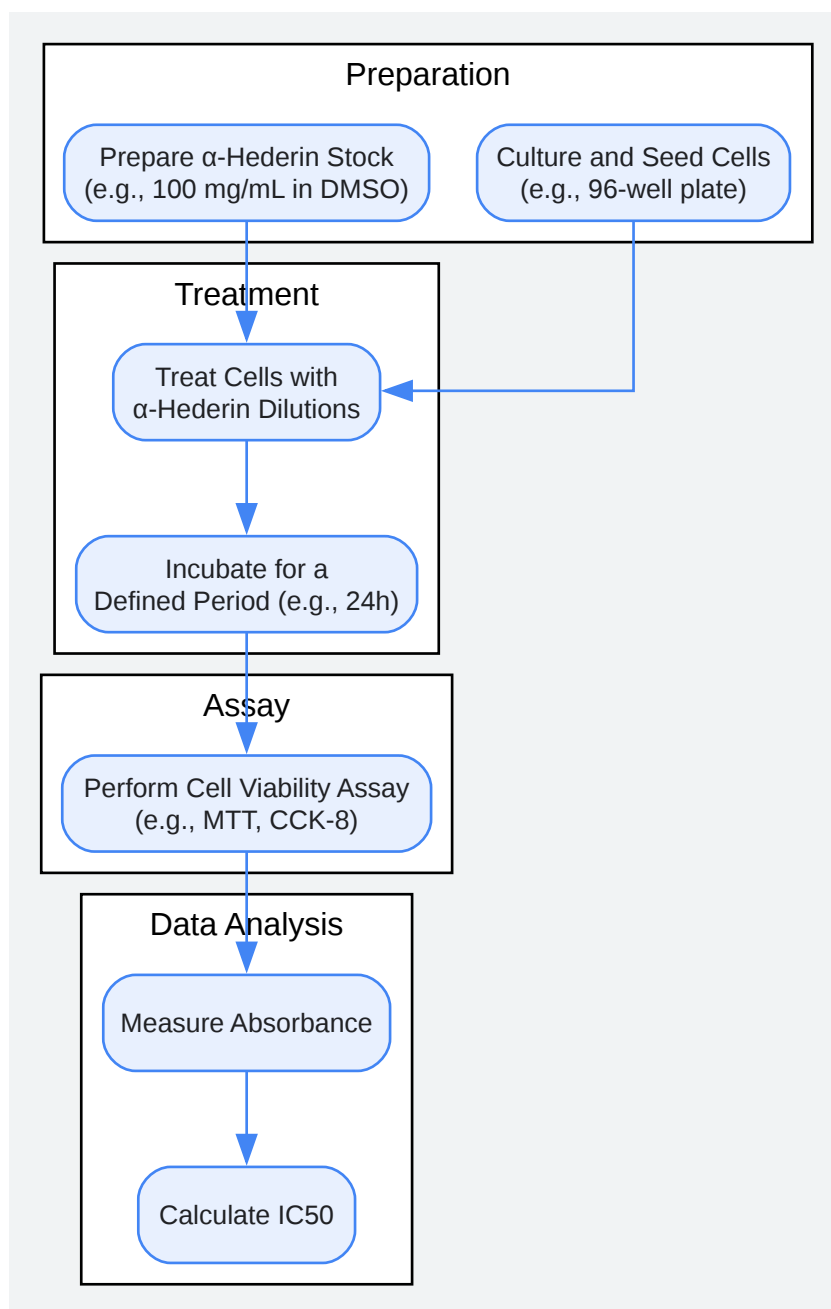 Preparation
Prepare α-Hederin Stock
(e.g., 100 mg/mL in DMSO)
Culture and Seed Cells
(e.g., 96-well plate)
Treatment
Treat Cells with
α-Hederin Dilutions
Incubate for a
Defined Period (e.g., 24h)
Assay
Perform Cell Viability Assay
(e.g., MTT, CCK-8)
Data Analysis
Measure Absorbance
Calculate IC50